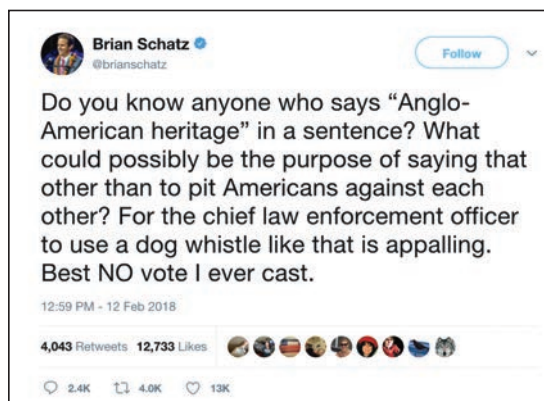 Brian Schatz
@brianschatz
Follow
Do you know anyone who says “Anglo-
American heritage” in a sentence? What
could possibly be the purpose of saying that
other than to pit Americans against each
other? For the chief law enforcement officer
to use a dog whistle like that is appalling.
Best NO vote I ever cast.
12:59 PM - 12 Feb 2018
4,043 Retweets 12,733 Likes
2.4K 4.0K 13K